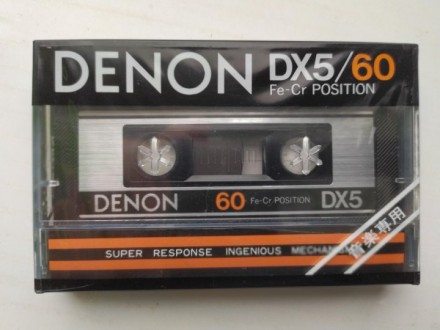 DENON DX5/60
Fe-Cr POSITION
DENON 60 Fe-Cr POSITION DX5
SUPER RESPONSE INGENIOUS MECHANISM
音楽専用